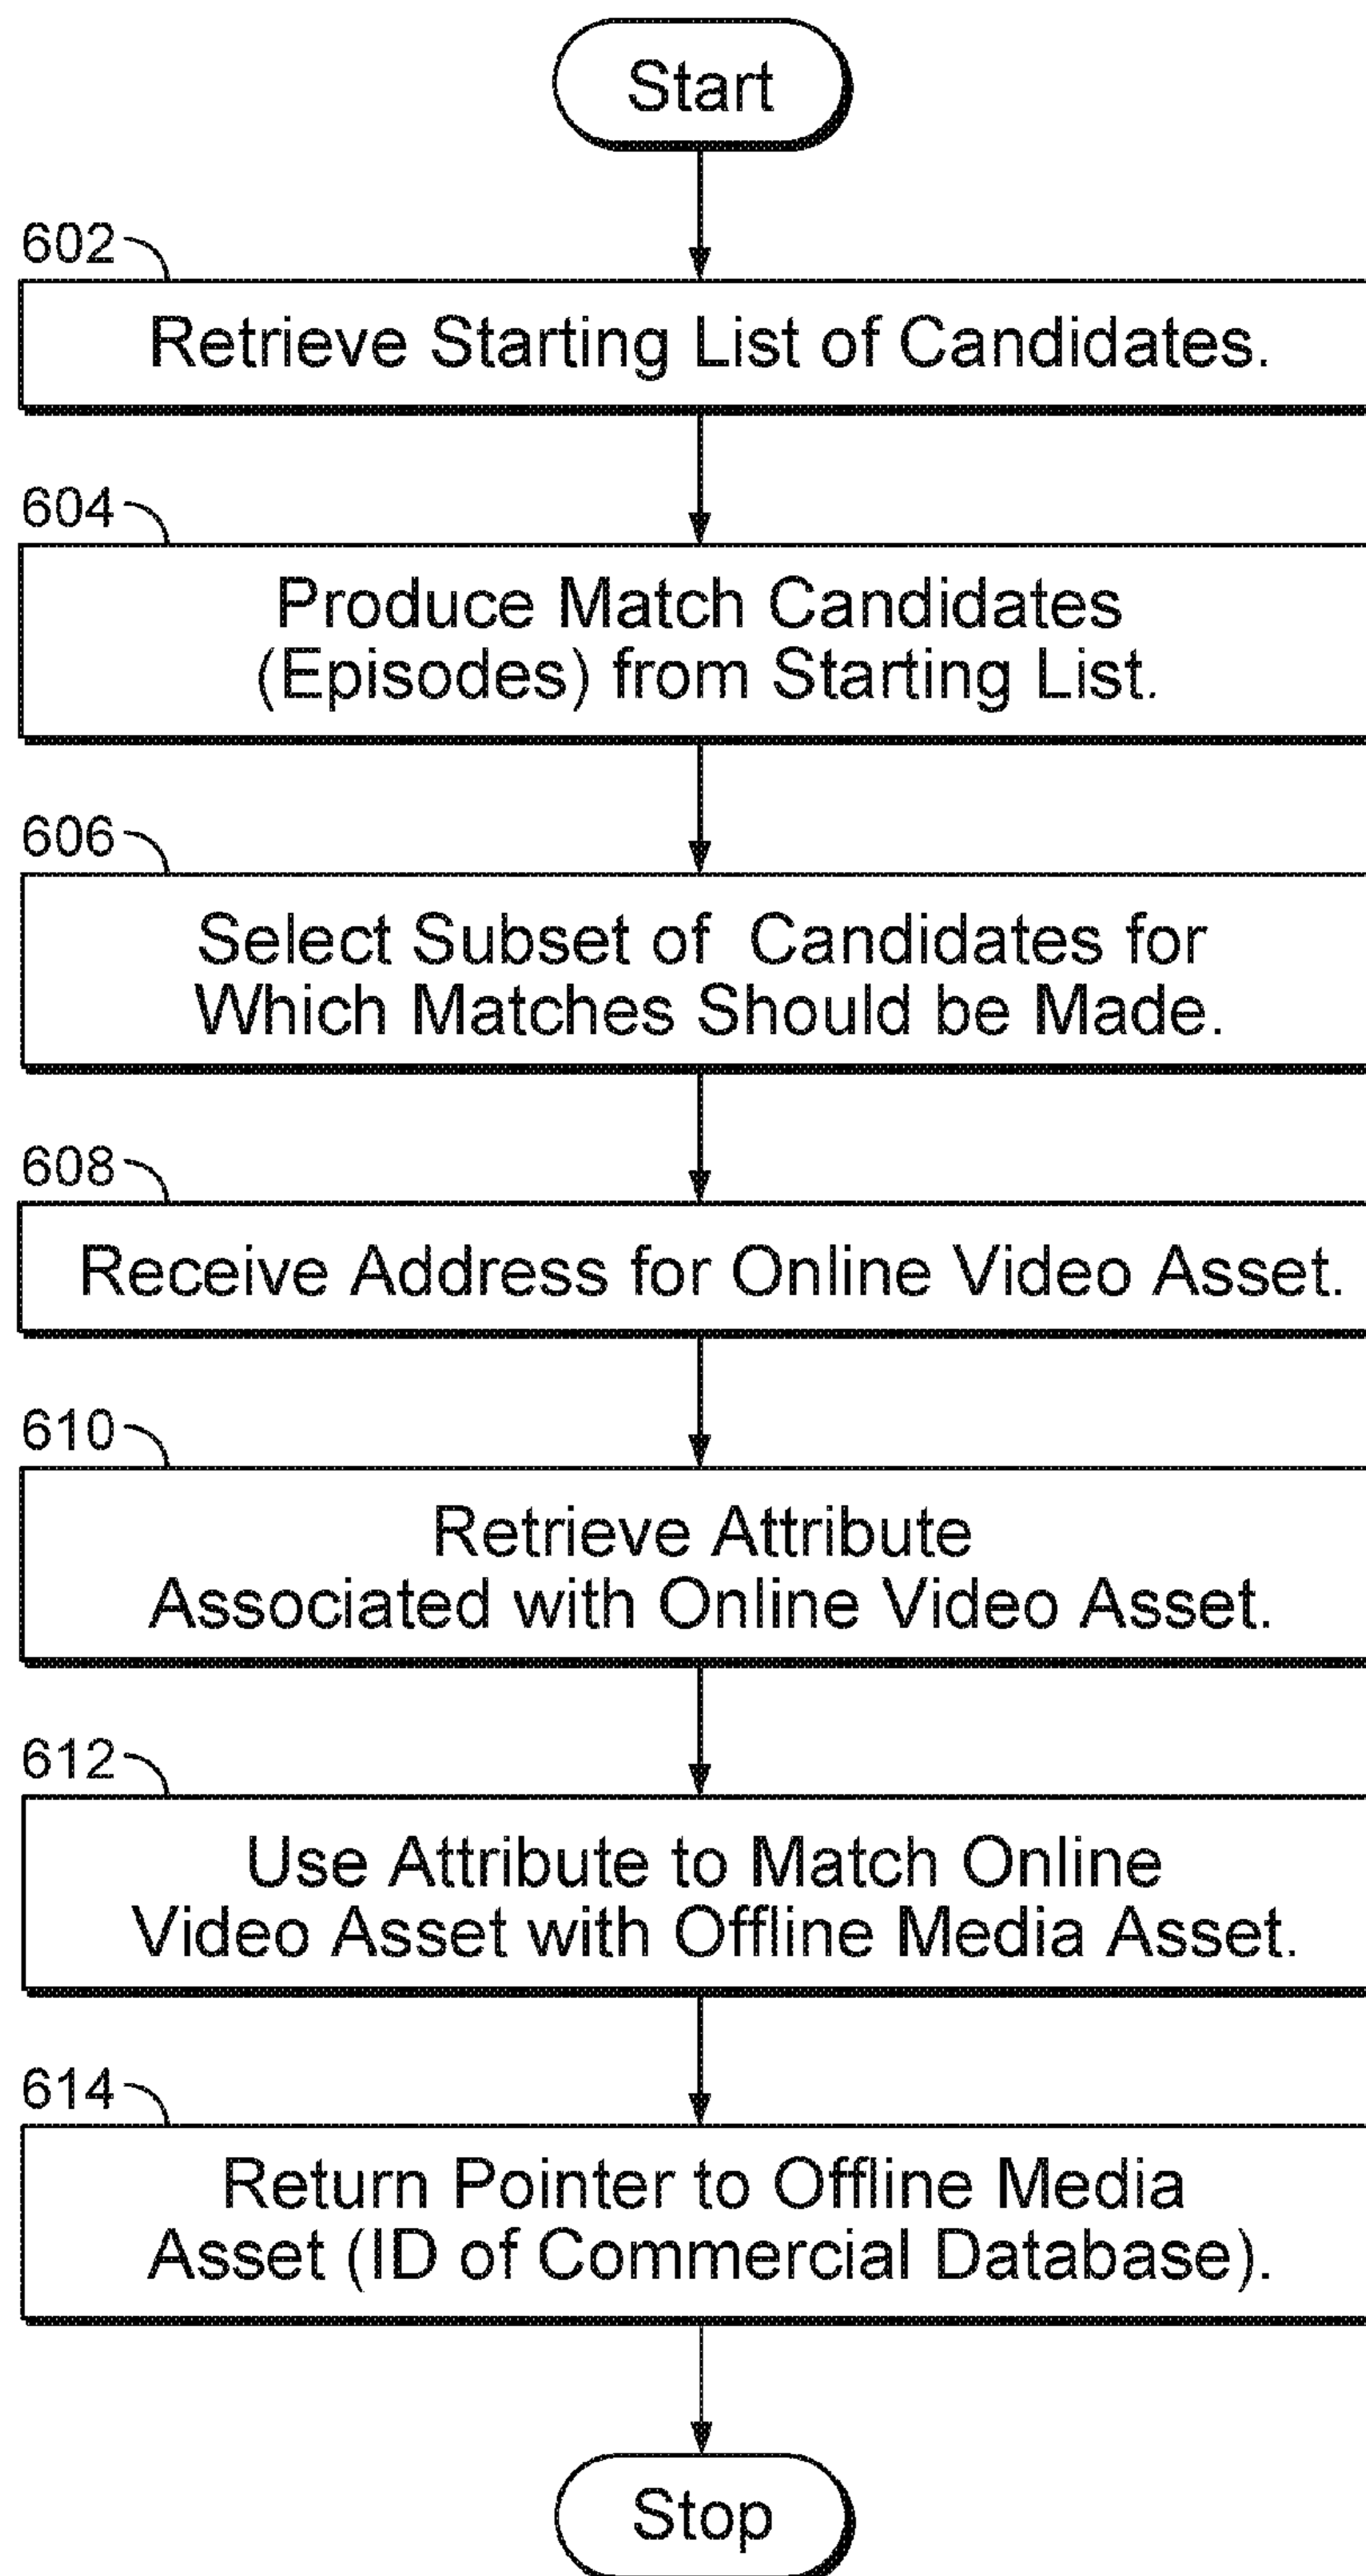 Start
602
Retrieve Starting List of Candidates.
604
Produce Match Candidates
(Episodes) from Starting List.
606
Select Subset of Candidates for
Which Matches Should be Made.
608
Receive Address for Online Video Asset.
610
Retrieve Attribute
Associated with Online Video Asset.
612
Use Attribute to Match Online
Video Asset with Offline Media Asset.
614
Return Pointer to Offline Media
Asset (ID of Commercial Database).
Stop